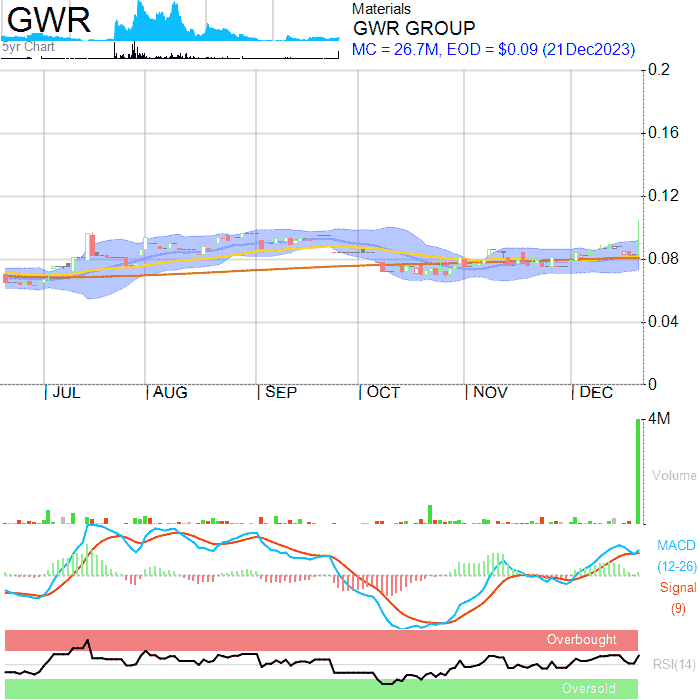 GWR
5yr Chart
Materials
GWR GROUP
MC = 26.7M, EOD = $0.09 (21Dec2023)
0.2
0.16
0.12
0.08
0.04
0
JUL AUG SEP OCT NOV DEC
4M
Volume
MACD
(12-26)
Signal
(9)
Overbought
RSI(14)
Oversold